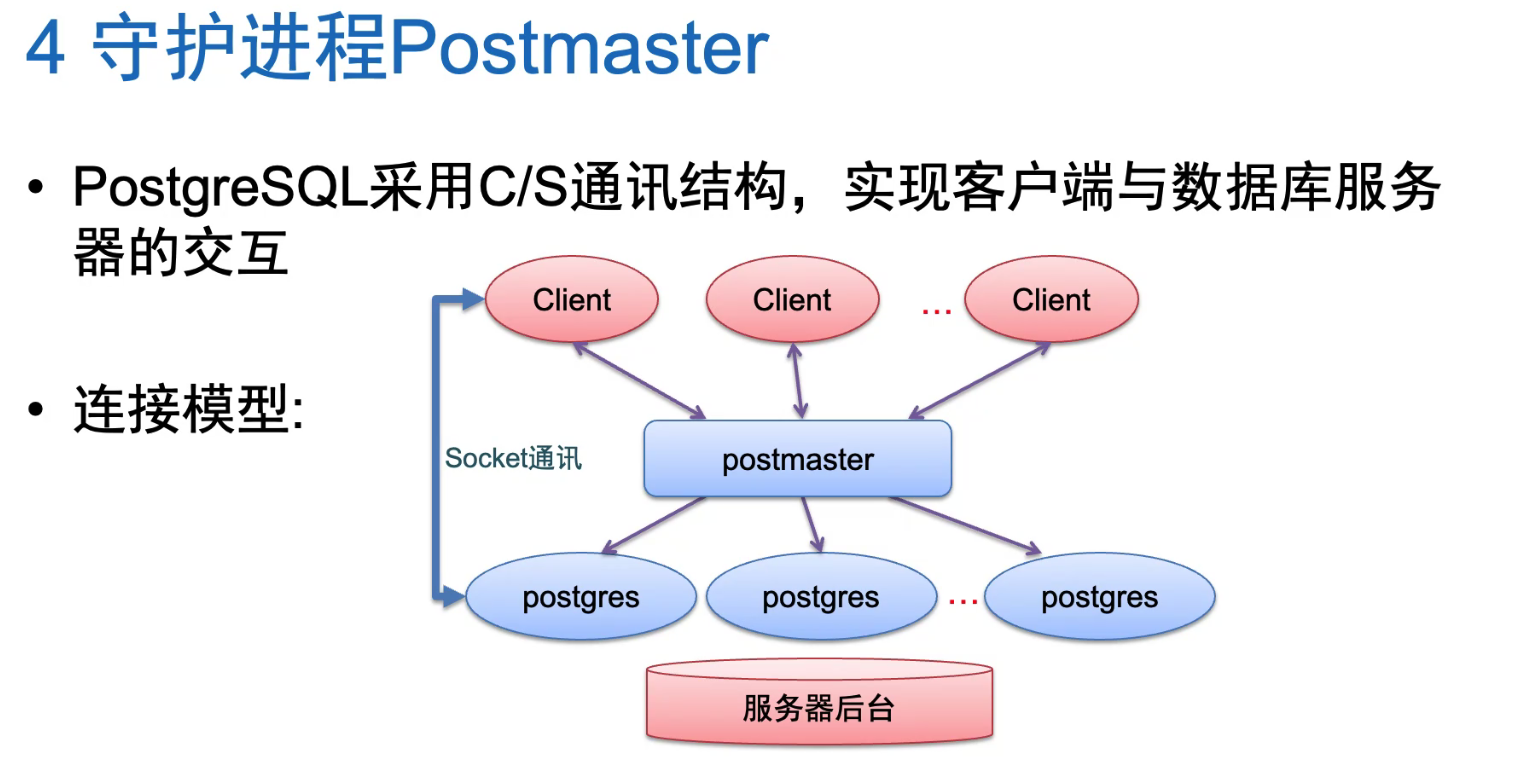 4 守护进程Postmaster
• PostgreSQL采用C/S通讯结构，实现客户端与数据库服务
器的交互
Client Client … Client
• 连接模型:
Socket通讯
postmaster
postgres postgres … postgres
服务器后台